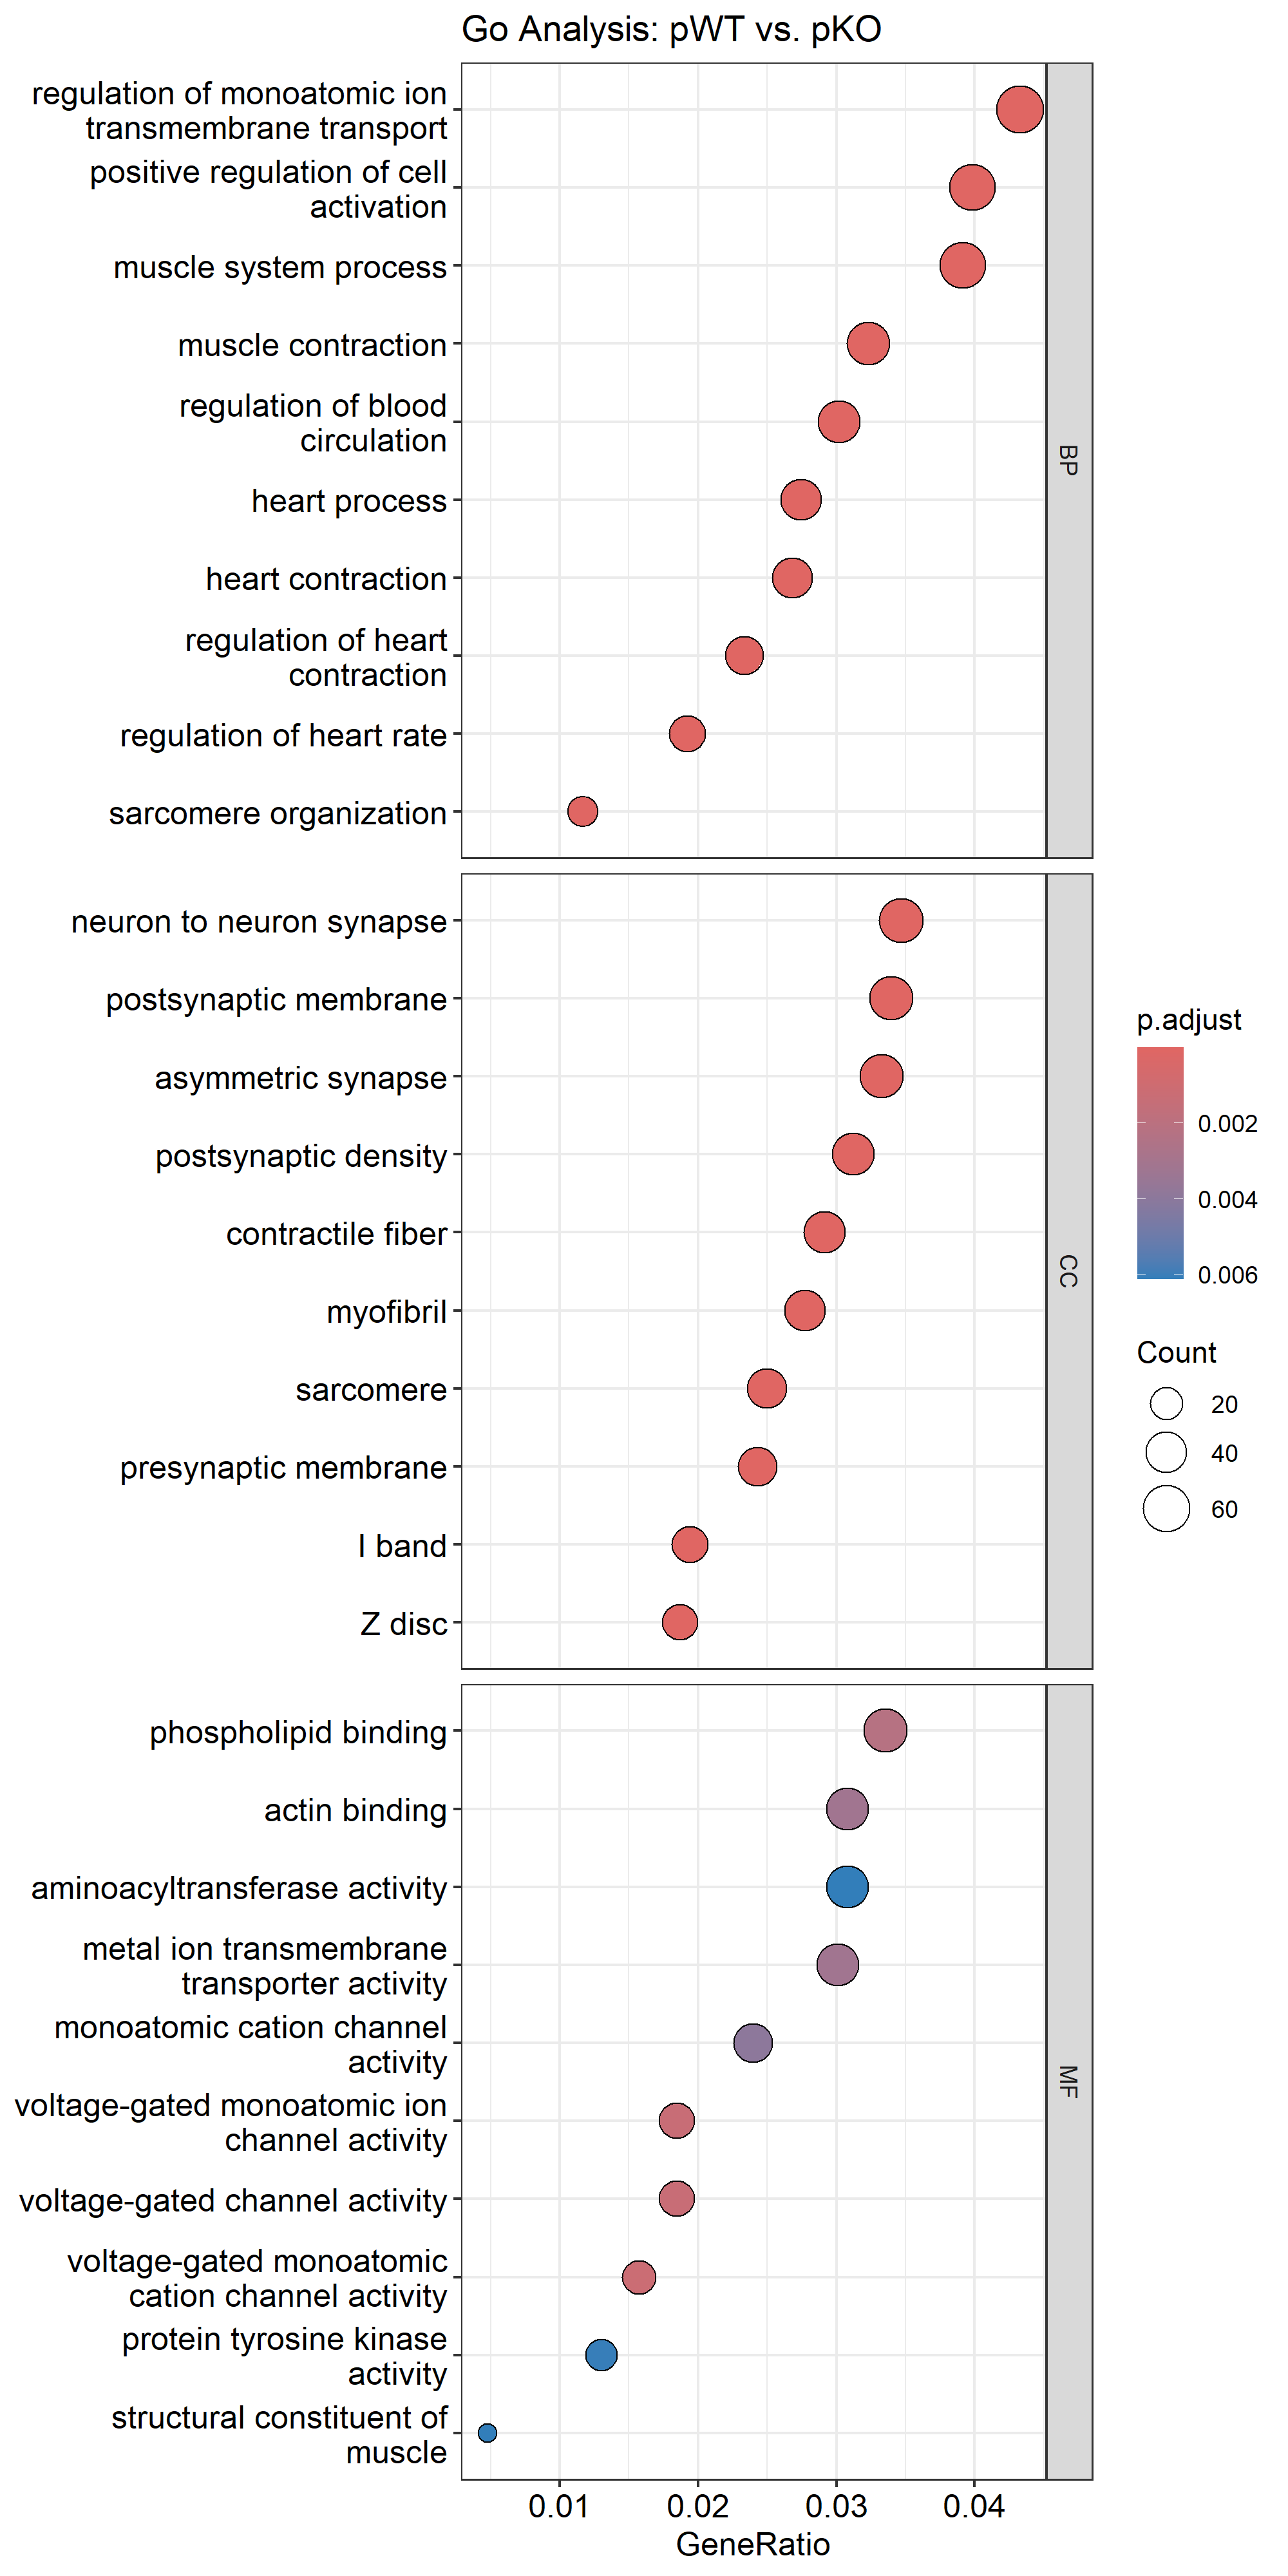 Go Analysis: pWT vs. pKO
regulation of monoatomic ion
transmembrane transport
positive regulation of cell
activation
muscle system process
muscle contraction
regulation of blood
circulation
heart process
heart contraction
regulation of heart
contraction
regulation of heart rate
sarcomere organization
BP
neuron to neuron synapse
postsynaptic membrane
asymmetric synapse
postsynaptic density
contractile fiber
myofibril
sarcomere
presynaptic membrane
I band
Z disc
CC
phospholipid binding
actin binding
aminoacyltransferase activity
metal ion transmembrane
transporter activity
monoatomic cation channel
activity
voltage-gated monoatomic ion
channel activity
voltage-gated channel activity
voltage-gated monoatomic
cation channel activity
protein tyrosine kinase
activity
structural constituent of
muscle
MF
0.01 0.02 0.03 0.04
GeneRatio
p.adjust
0.002
0.004
0.006
Count
20
40
60